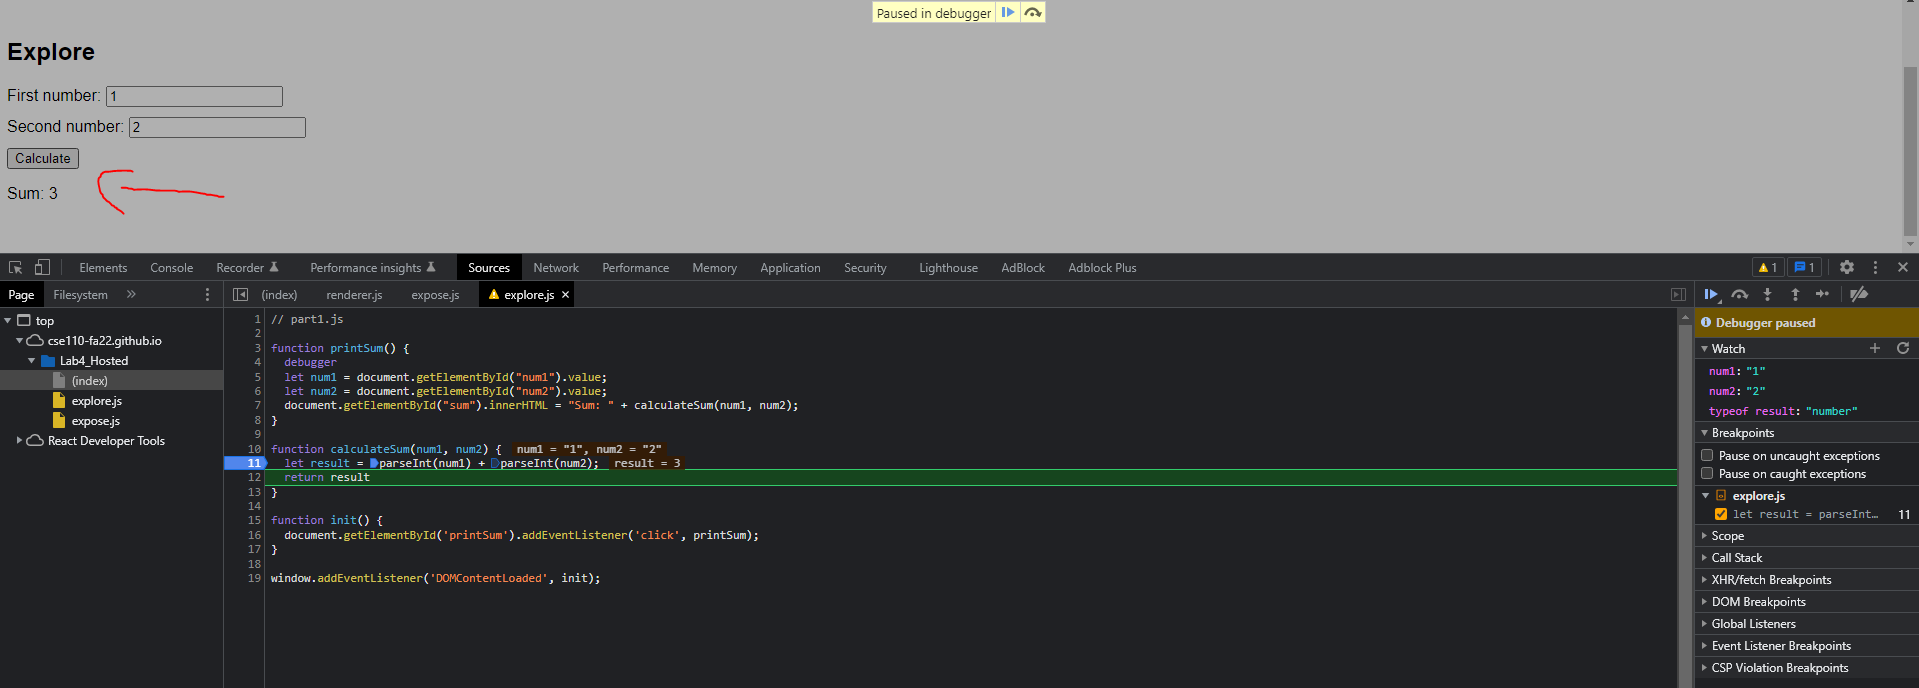 Paused in debugger
Explore
First number: 1
Second number: 2
Calculate
Sum: 3
Elements Console Recorder Performance insights Sources Network Performance Memory Application Security Lighthouse AdBlock Adblock Plus 1 1
Page Filesystem »
(index) renderer.js expose.js explore.js ×
top
cse110-fa22.github.io
Lab4_Hosted
(index)
explore.js
expose.js
React Developer Tools
1 // part1.js
2
3 function printSum() {
4 debugger
5 let num1 = document.getElementById("num1").value;
6 let num2 = document.getElementById("num2").value;
7 document.getElementById("sum").innerHTML = "Sum: " + calculateSum(num1, num2);
8 }
9
10 function calculateSum(num1, num2) { num1 = "1", num2 = "2"
11 let result = parseInt(num1) + parseInt(num2); result = 3
12 return result
13 }
14
15 function init() {
16 document.getElementById('printSum').addEventListener('click', printSum);
17 }
18
19 window.addEventListener('DOMContentLoaded', init);
Debugger paused
Watch
num1: "1"
num2: "2"
typeof result: "number"
Breakpoints
Pause on uncaught exceptions
Pause on caught exceptions
explore.js
let result = parseInt… 11
Scope
Call Stack
XHR/fetch Breakpoints
DOM Breakpoints
Global Listeners
Event Listener Breakpoints
CSP Violation Breakpoints